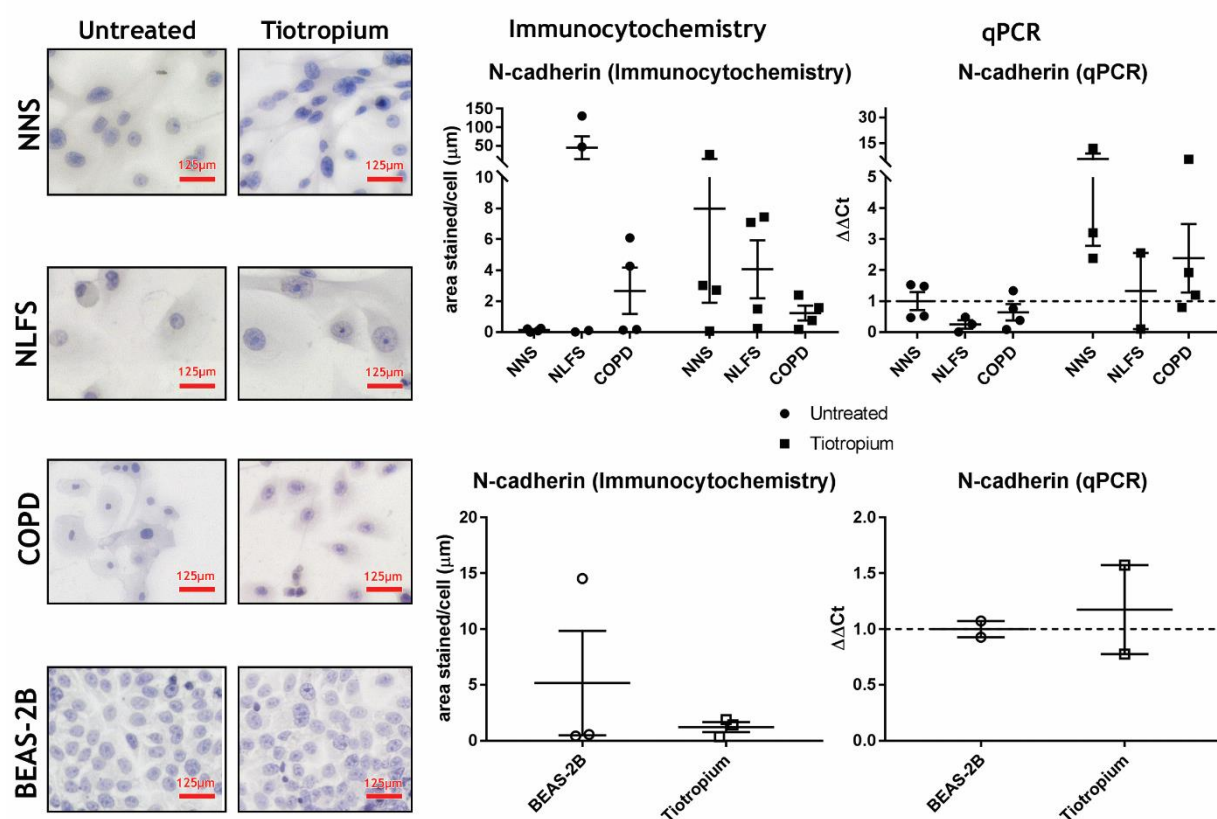 Untreated Tiotropium
NNS
125µm 125µm
NLFS
125µm 125µm
COPD
125µm 125µm
BEAS-2B
125µm 125µm
Immunocytochemistry
N-cadherin (Immunocytochemistry)
area stained/cell (µm)
150
100
50
10
8
6
4
2
0
NNS NLFS COPD NNS NLFS COPD
qPCR
N-cadherin (qPCR)
ΔΔCt
30
15
5
4
3
2
1
0
NNS NLFS COPD NNS NLFS COPD
Untreated
Tiotropium
N-cadherin (Immunocytochemistry)
area stained/cell (µm)
20
15
10
5
0
BEAS-2B Tiotropium
N-cadherin (qPCR)
ΔΔCt
2.0
1.5
1.0
0.5
0.0
BEAS-2B Tiotropium